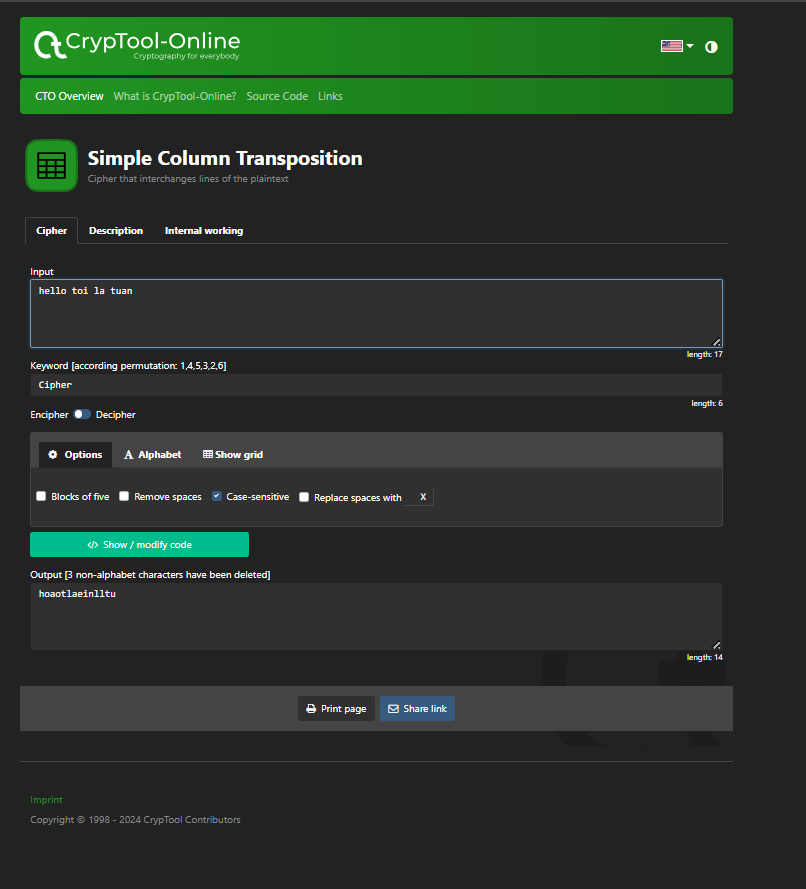 CrypTool-Online
Cryptography for everybody
CTO Overview What is CrypTool-Online? Source Code Links
Simple Column Transposition
Cipher that interchanges lines of the plaintext
Cipher Description Internal working
Input
hello toi la tuan
length: 17
Keyword [according permutation: 1,4,5,3,2,6]
Cipher
length: 6
Encipher Decipher
Options Alphabet Show grid
Blocks of five Remove spaces Case-sensitive Replace spaces with X
</> Show / modify code
Output [3 non-alphabet characters have been deleted]
hoaotlaeinlltu
length: 14
Print page Share link
Imprint
Copyright © 1998 - 2024 CrypTool Contributors